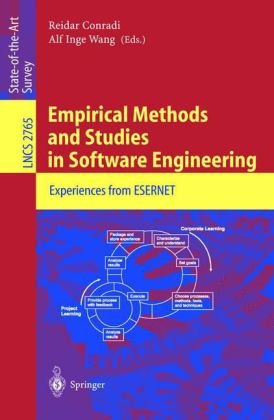 Reidar Conradi
Alf Inge Wang (Eds.)
State-of-the-Art
Survey
LNCS 2765
Empirical Methods
and Studies
in Software Engineering
Experiences from ESERNET
Corporate Learning
Package and
store experience
Characterize
and understand
Analyze
results
Set goals
Project
Learning
Provide process
with feedback
Execute
Choose processes,
methods, tools,
and techniques
Analyze
results
Springer